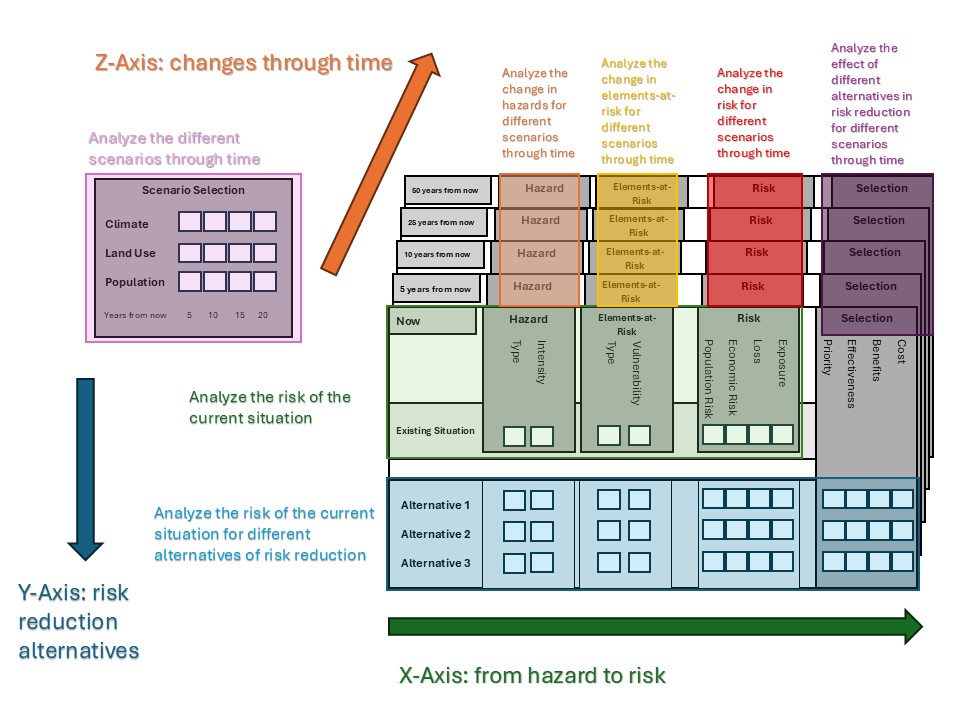 Z-Axis: changes through time
Analyze the
change in
hazards for
different
scenarios
through time
Analyze the
change in
elements-at-
risk for
different
scenarios
through time
Analyze the
change in
risk for
different
scenarios
through time
Analyze the
effect of
different
alternatives in
risk reduction
for different
scenarios
through time
Analyze the different
scenarios through time
Scenario Selection
Climate
Land Use
Population
Years from now 5 10 15 20
50 years from now Hazard Elements-at-
Risk Risk Selection
25 years from now Hazard Elements-at-
Risk Risk Selection
10 years from now Hazard Elements-at-
Risk Risk Selection
5 years from now Hazard Elements-at-
Risk Risk Selection
Now Hazard Elements-at-
Risk Risk Selection
Type
Intensity
Type
Vulnerability
Population Risk
Economic Risk
Loss
Exposure
Priority
Effectiveness
Benefits
Cost
Existing Situation
Analyze the risk of the
current situation
Alternative 1
Alternative 2
Alternative 3
Analyze the risk of the current
situation for different
alternatives of risk reduction
Y-Axis: risk
reduction
alternatives
X-Axis: from hazard to risk